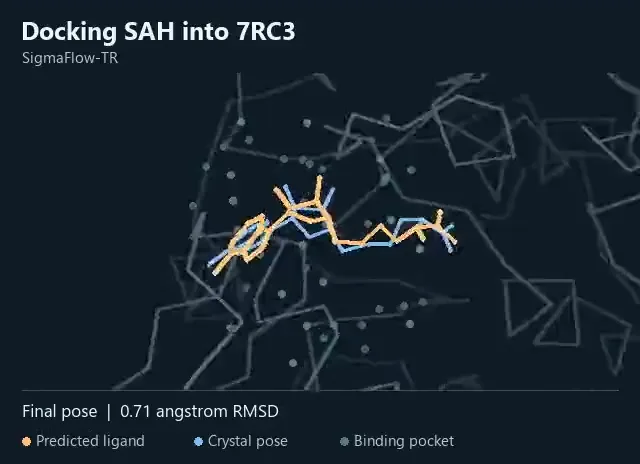 Docking SAH into 7RC3
SigmaFlow-TR
Final pose | 0.71 angstrom RMSD
Predicted ligand
Crystal pose
Binding pocket